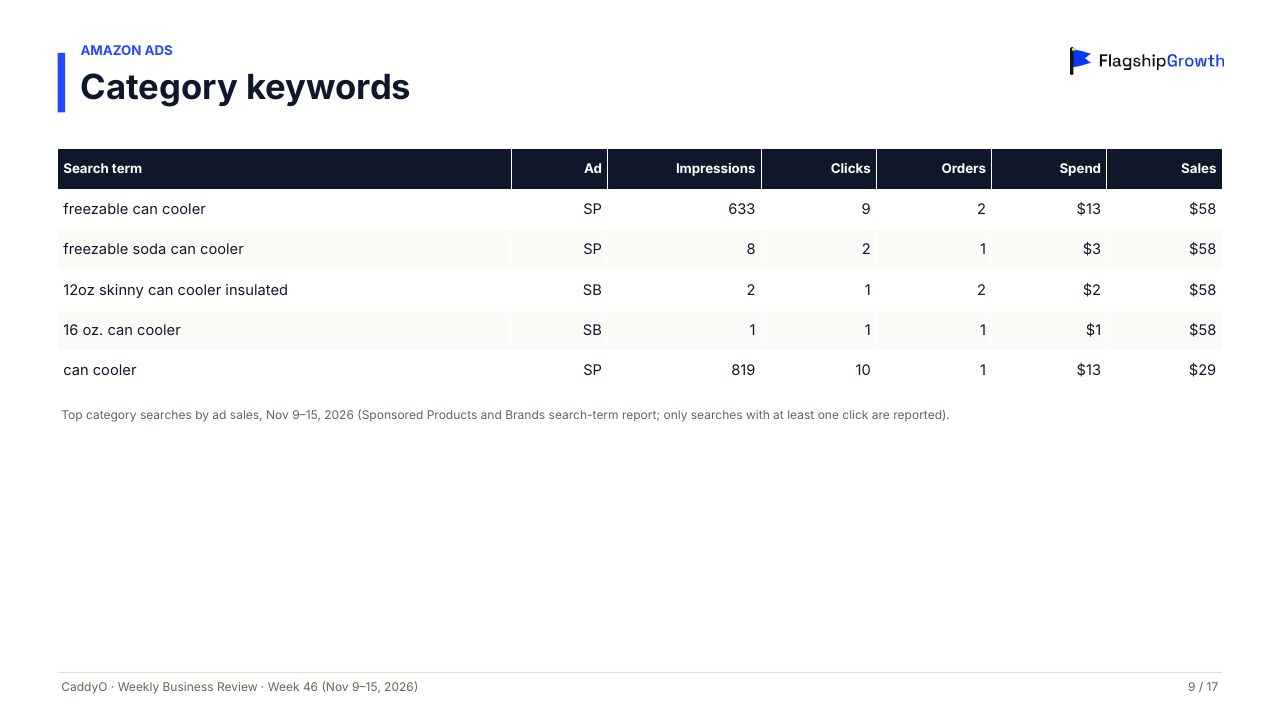 AMAZON ADS
Category keywords
FlagshipGrowth
Search term Ad Impressions Clicks Orders Spend Sales
freezable can cooler SP 633 9 2 $13 $58
freezable soda can cooler SP 8 2 1 $3 $58
12oz skinny can cooler insulated SB 2 1 2 $2 $58
16 oz. can cooler SB 1 1 1 $1 $58
can cooler SP 819 10 1 $13 $29
Top category searches by ad sales, Nov 9–15, 2026 (Sponsored Products and Brands search-term report; only searches with at least one click are reported).
CaddyO · Weekly Business Review · Week 46 (Nov 9–15, 2026) 9 / 17